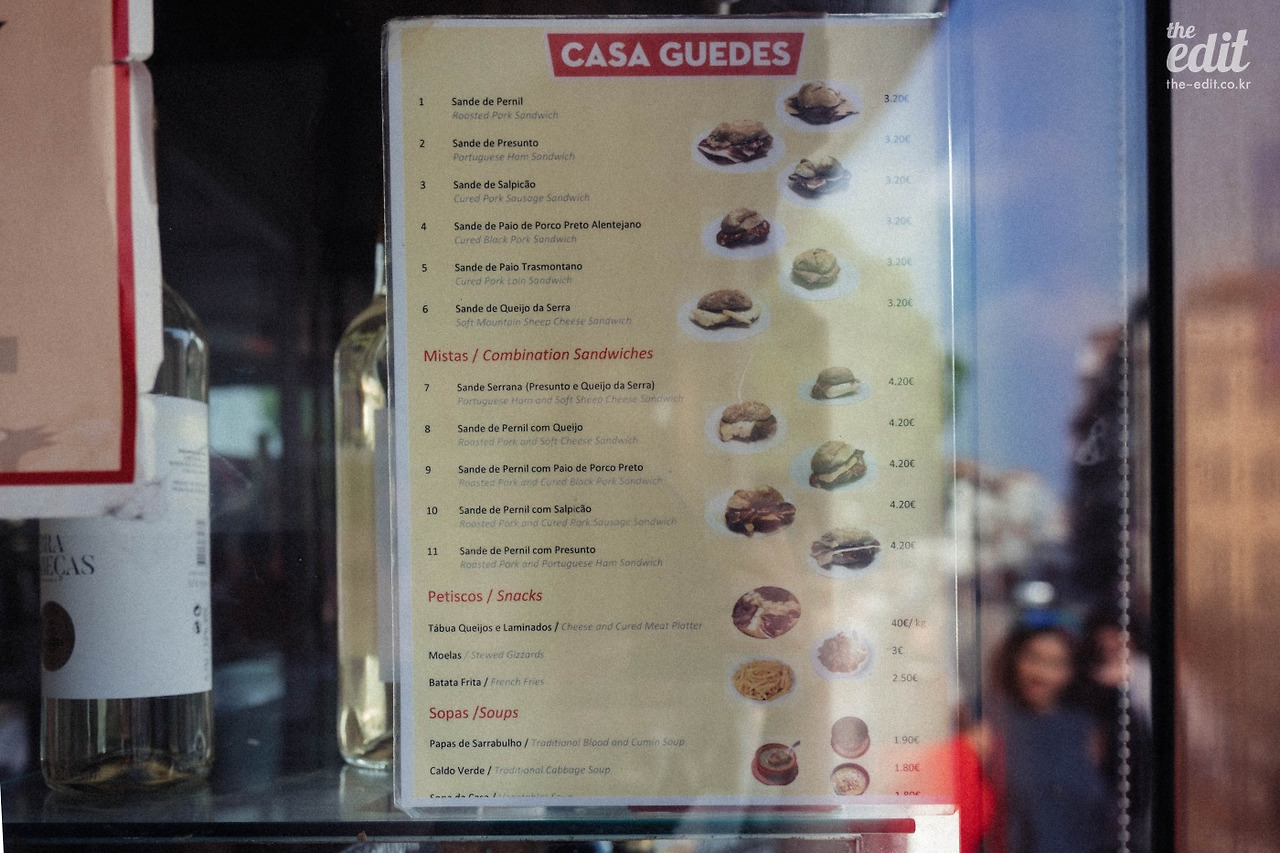 the
edit
the-edit.co.kr
CASA GUEDES
1 Sande de Pernil 3.20€
Roasted Pork Sandwich
2 Sande de Presunto 3.20€
Portuguese Ham Sandwich
3 Sande de Salpicão 3.20€
Cured Pork Sausage Sandwich
4 Sande de Paio de Porco Preto Alentejano 3.20€
Cured Black Pork Sandwich
5 Sande de Paio Trasmontano 3.20€
Cured Pork Loin Sandwich
6 Sande de Queijo da Serra 3.20€
Soft Mountain Sheep Cheese Sandwich
Mistas / Combination Sandwiches
7 Sande Serrana (Presunto e Queijo da Serra) 4.20€
Portuguese Ham and Soft Sheep Cheese Sandwich
8 Sande de Pernil com Queijo 4.20€
Roasted Pork and Soft Cheese Sandwich
9 Sande de Pernil com Paio de Porco Preto 4.20€
Roasted Pork and Cured Black Pork Sandwich
10 Sande de Pernil com Salpicão 4.20€
Roasted Pork and Cured Pork Sausage Sandwich
11 Sande de Pernil com Presunto 4.20€
Roasted Pork and Portuguese Ham Sandwich
Petiscos / Snacks
Tábua Queijos e Laminados / Cheese and Cured Meat Platter 40€/ kg
Moelas / Stewed Gizzards 3€
Batata Frita / French Fries 2.50€
Sopas /Soups
Papas de Sarrabulho / Traditional Blood and Cumin Soup 1.90€
Caldo Verde / Traditional Cabbage Soup 1.80€
Sopa da Casa / Vegetables Soup 1.80€